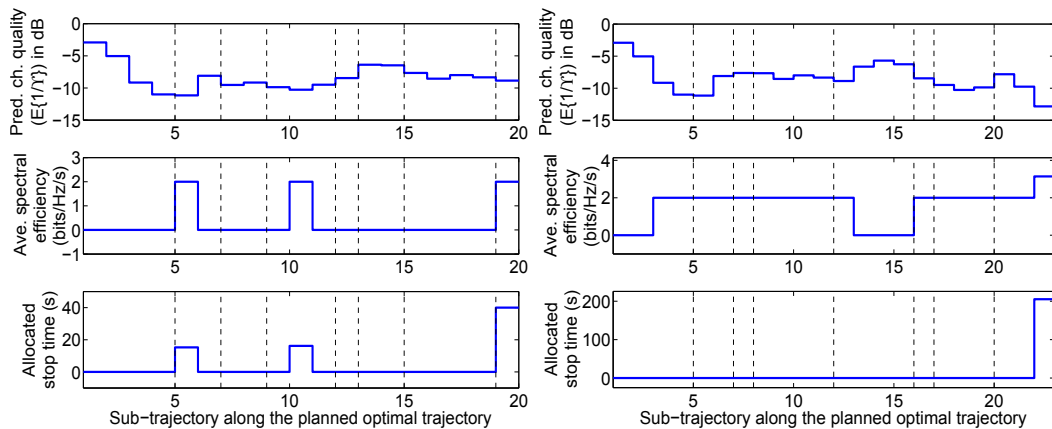 Pred. ch. quality
(E{1/ϒ}) in dB
0
−5
−10
−15
5
10
15
20
Ave. spectral
efficiency
(bits/Hz/s)
3
2
1
0
−1
5
10
15
20
Allocated
stop time (s)
40
20
0
5
10
15
20
Sub−trajectory along the planned optimal trajectory
Pred. ch. quality
(E{1/ϒ}) in dB
0
−5
−10
−15
5
10
15
20
Ave. spectral
efficiency
(bits/Hz/s)
4
2
0
5
10
15
20
Allocated
stop time (s)
200
100
0
5
10
15
20
Sub−trajectory along the planned optimal trajectory